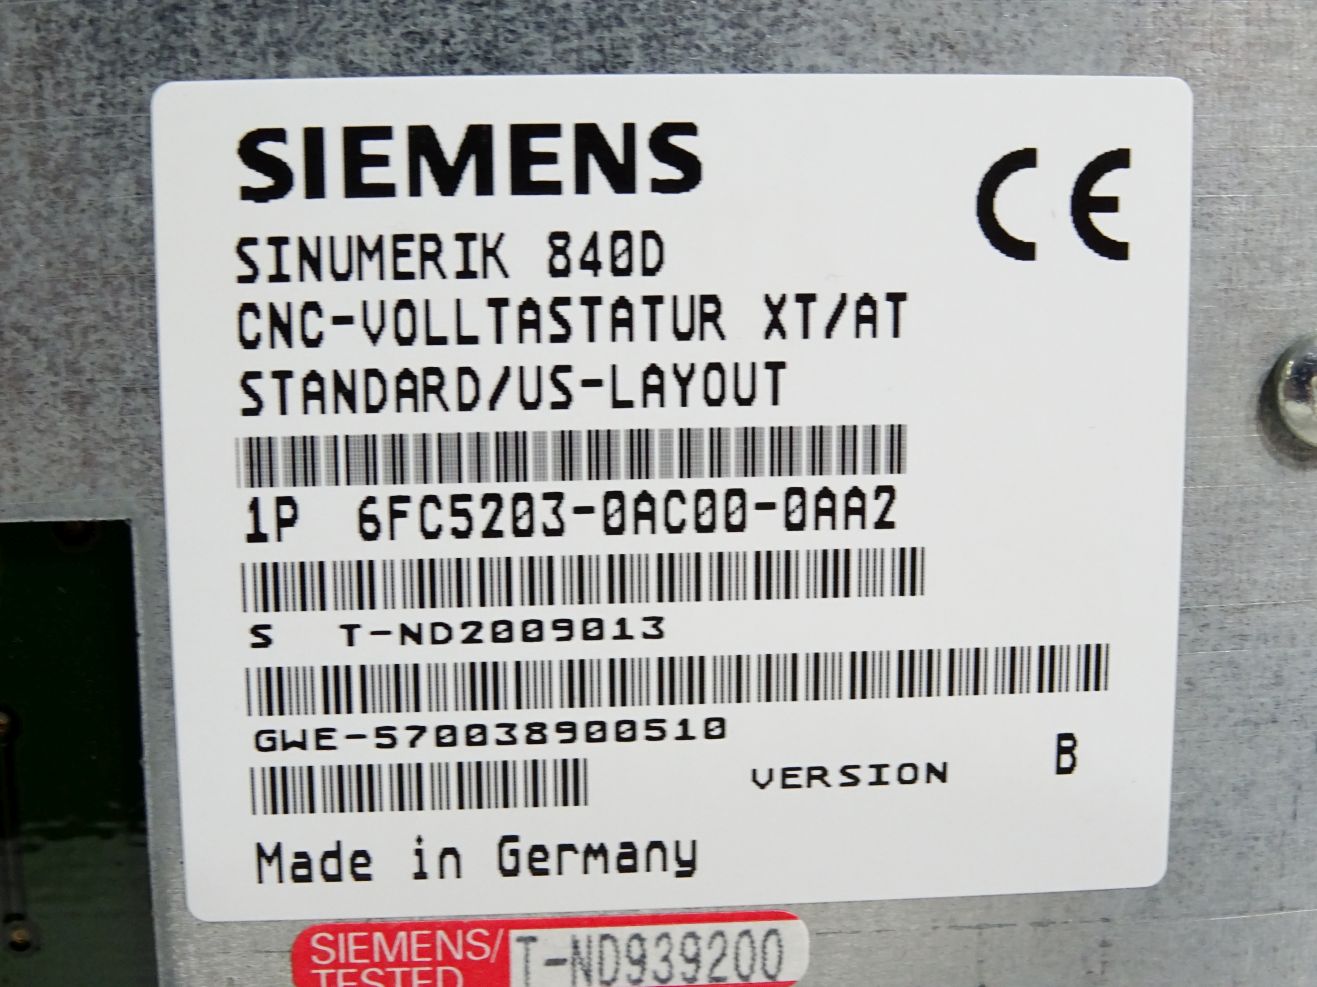 SIEMENS
CE
SINUMERIK 840D
CNC-VOLLTASTATUR XT/AT
STANDARD/US-LAYOUT
1P 6FC5203-0AC00-0AA2
S T-ND2009013
GWE-570038900510
VERSION B
Made in Germany
SIEMENS/ T-ND939200
TESTED